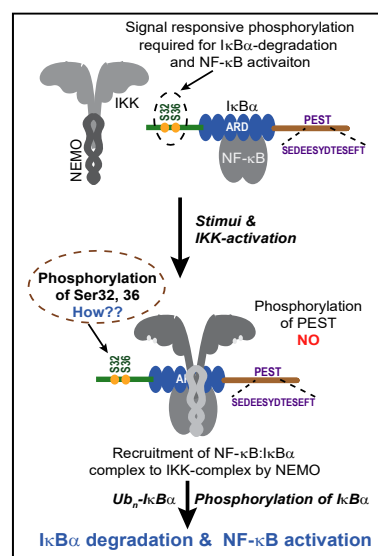 Signal responsive phosphorylation
required for IκBα-degradation
and NF-κB activaiton
IKK
S32
S36
IκBα
ARD
PEST
NF-κB
SEDEESYDTESEFT
NEMO
Stimui &
IKK-activation
Phosphorylation
of Ser32, 36
How??
Phosphorylation
of PEST
NO
S32
S36
AR
PEST
SEDEESYDTESEFT
Recruitment of NF-κB:IκBα
complex to IKK-complex by NEMO
Ubn-IκBα Phosphorylation of IκBα
IκBα degradation & NF-κB activation